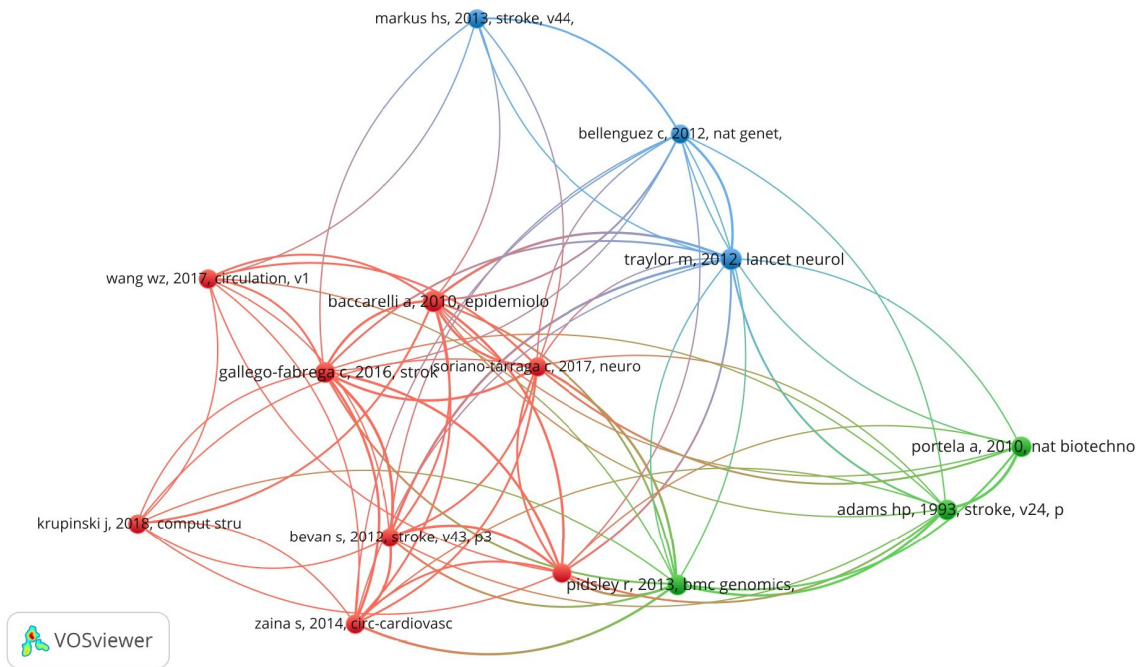 markus hs, 2013, stroke, v44,
bellenguez c, 2012, nat genet,
traylor m, 2012, lancet neurol
wang wz, 2017, circulation, v1
baccarelli a, 2010, epidemiolo
soriano-tárraga c, 2017, neuro
gallego-fabrega c, 2016, strok
portela a, 2010, nat biotechno
adams hp, 1993, stroke, v24, p
krupinski j, 2018, comput stru
bevan s, 2012, stroke, v43, p3
pidsley r, 2013, bmc genomics,
zaina s, 2014, circ-cardiovasc
VOSviewer